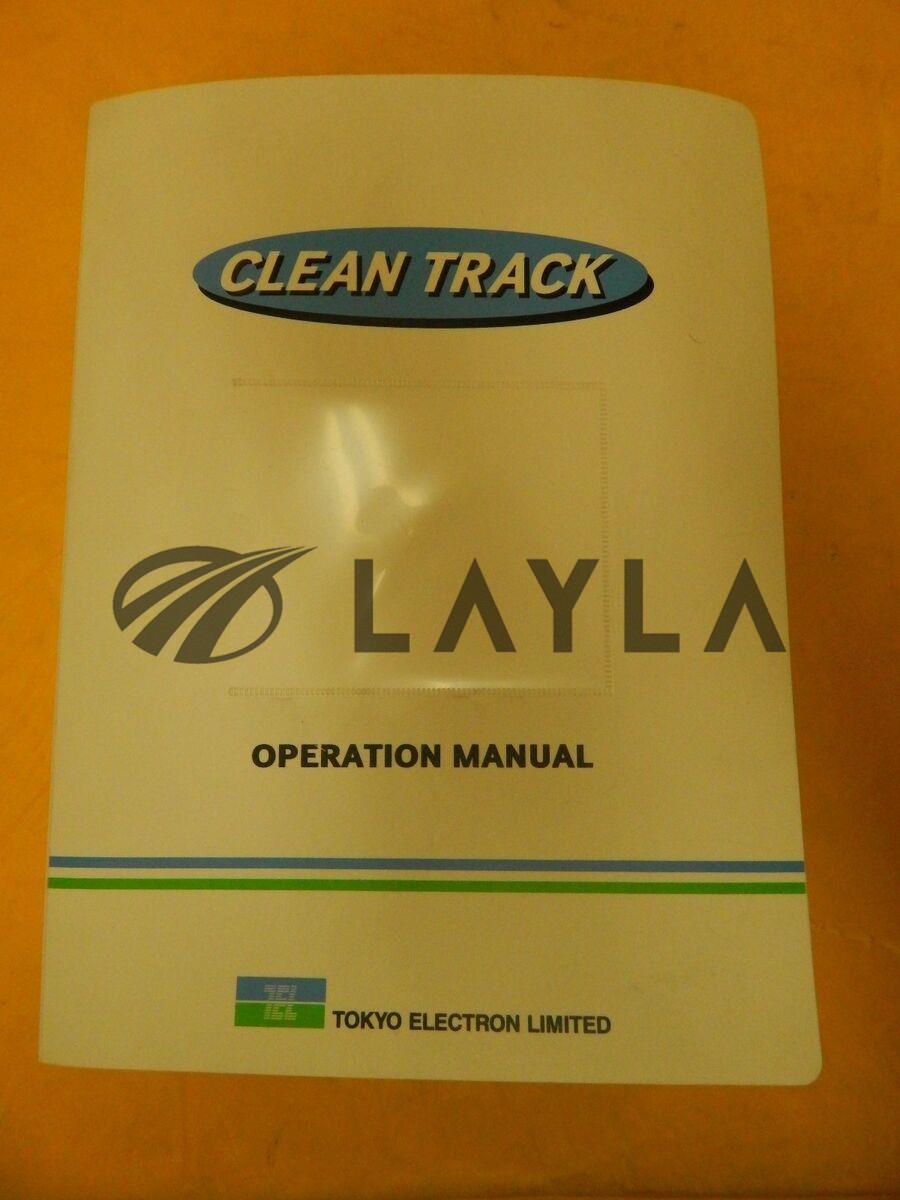 CLEAN TRACK
LAYLA
OPERATION MANUAL
TEL
TOKYO ELECTRON LIMITED